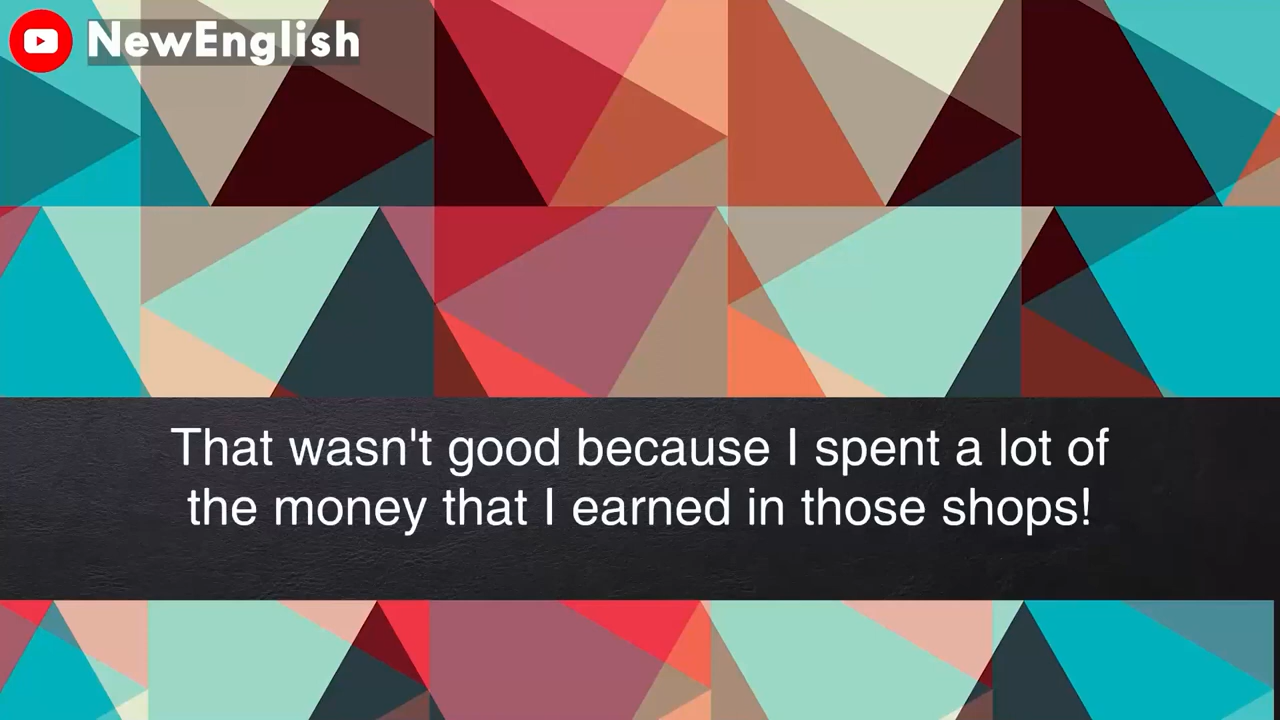 NewEnglish
That wasn't good because I spent a lot of
the money that I earned in those shops!